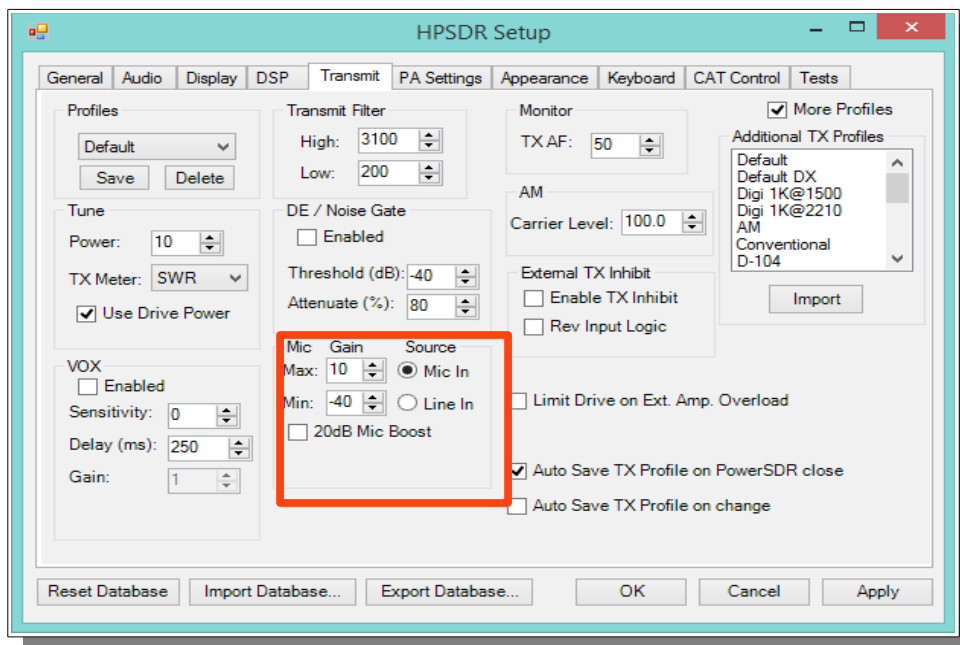 HPSDR Setup
General Audio Display DSP Transmit PA Settings Appearance Keyboard CAT Control Tests
Profiles
Default
Save Delete
Tune
Power: 10
TX Meter: SWR
Use Drive Power
VOX
Enabled
Sensitivity: 0
Delay (ms): 250
Gain: 1
Transmit Filter
High: 3100
Low: 200
DE / Noise Gate
Enabled
Threshold (dB): -40
Attenuate (%): 80
Mic Gain Source
Max: 10 Mic In
Min: -40 Line In
20dB Mic Boost
Monitor
TX AF: 50
AM
Carrier Level: 100.0
External TX Inhibit
Enable TX Inhibit
Rev Input Logic
Limit Drive on Ext. Amp. Overload
Auto Save TX Profile on PowerSDR close
Auto Save TX Profile on change
More Profiles
Additional TX Profiles
Default
Default DX
Digi 1K@1500
Digi 1K@2210
AM
Conventional
D-104
Import
Reset Database Import Database... Export Database... OK Cancel Apply